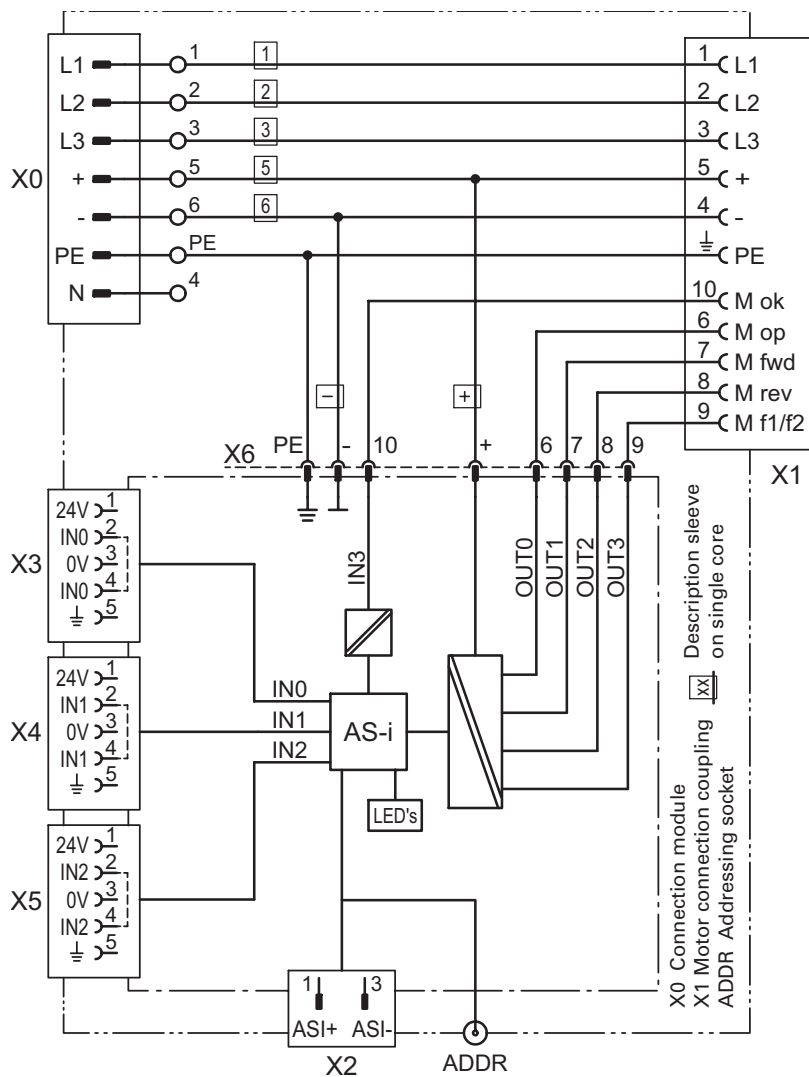 X0
L1 1 1 1 L1
L2 2 2 2 L2
L3 3 3 3 L3
+ 5 5 5 +
- 6 6 4 -
PE PE PE
N 4
10 M ok
6 M op
7 M fwd
8 M rev
9 M f1/f2
X1
- +
X6 PE - 10 + 6 7 8 9
X3
24V 1
IN0 2
0V 3
IN0 4
5
X4
24V 1
IN1 2
0V 3
IN1 4
5
X5
24V 1
IN2 2
0V 3
IN2 4
5
IN3
OUT0
OUT1
OUT2
OUT3
IN0
IN1
IN2
AS-i
LED's
1 3
ASI+ ASI-
X2
ADDR
X0 Connection module
X1 Motor connection coupling
ADDR Addressing socket
xx Description sleeve
on single core